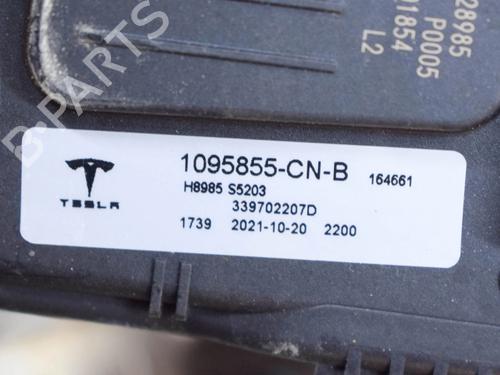 28985
P0005
01854
L2
1095855-CN-B 164661
H8985 S5203
339702207D
1739 2021-10-20 2200
TESLA
B-PARTS